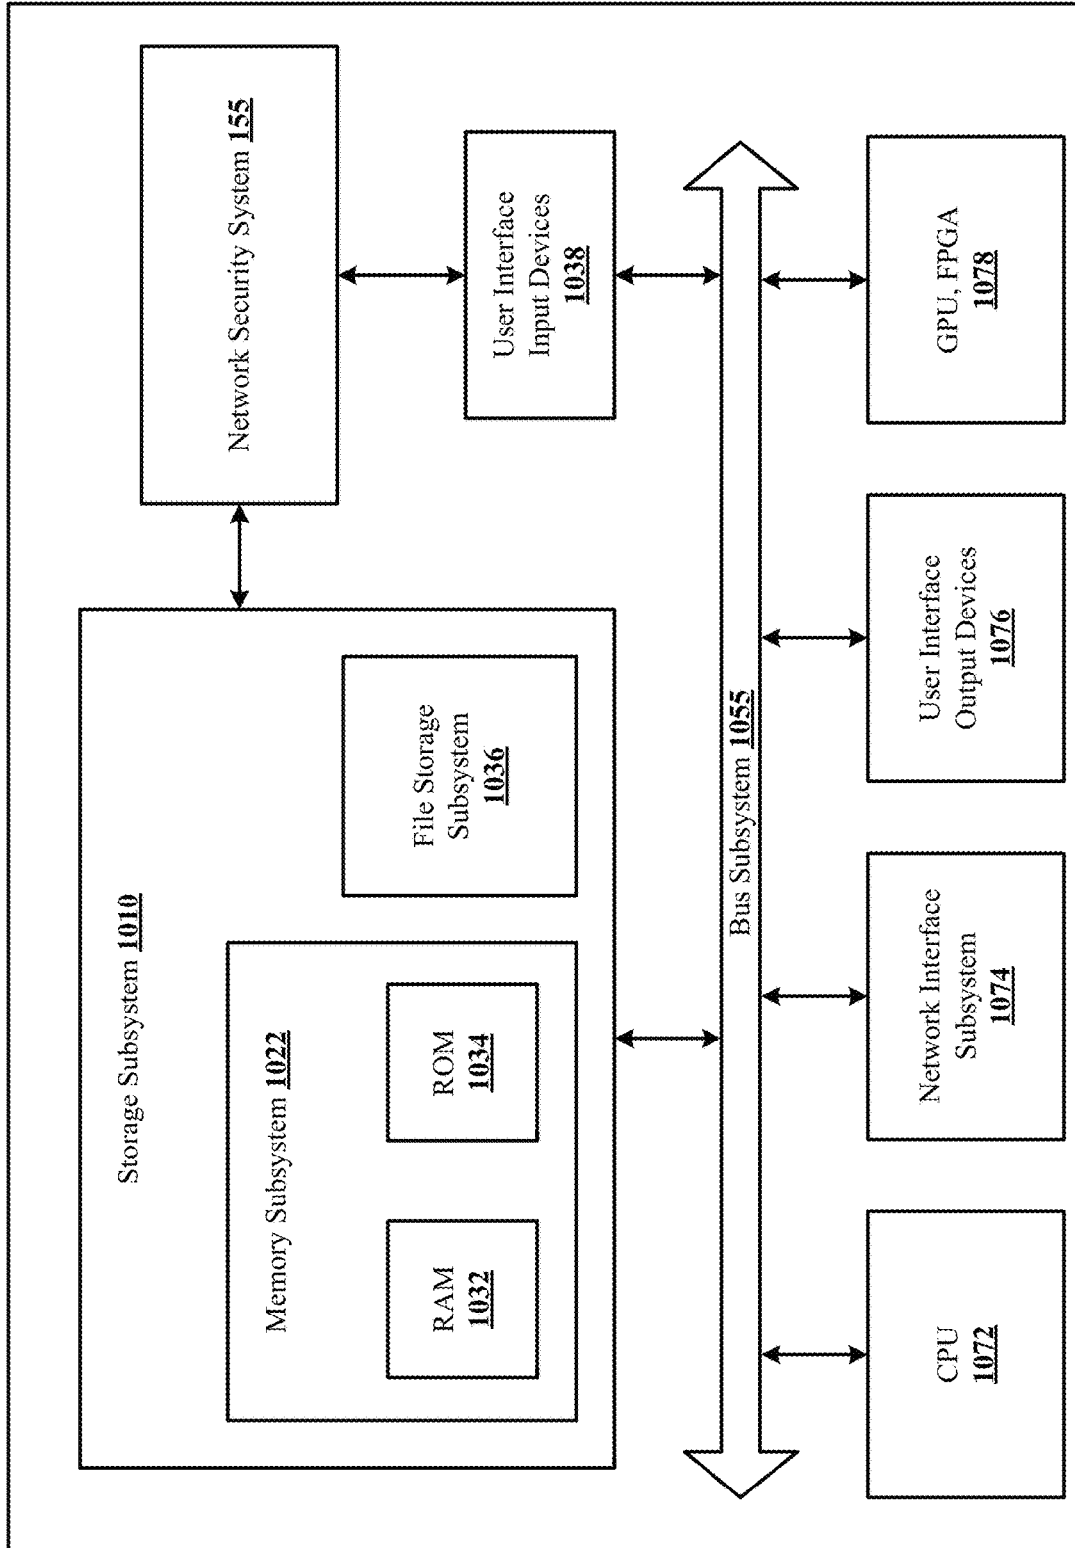 Storage Subsystem 1010
Memory Subsystem 1022
RAM
1032
ROM
1034
File Storage
Subsystem
1036
Network Security System 155
User Interface
Input Devices
1038
Bus Subsystem 1055
CPU
1072
Network Interface
Subsystem
1074
User Interface
Output Devices
1076
GPU, FPGA
1078